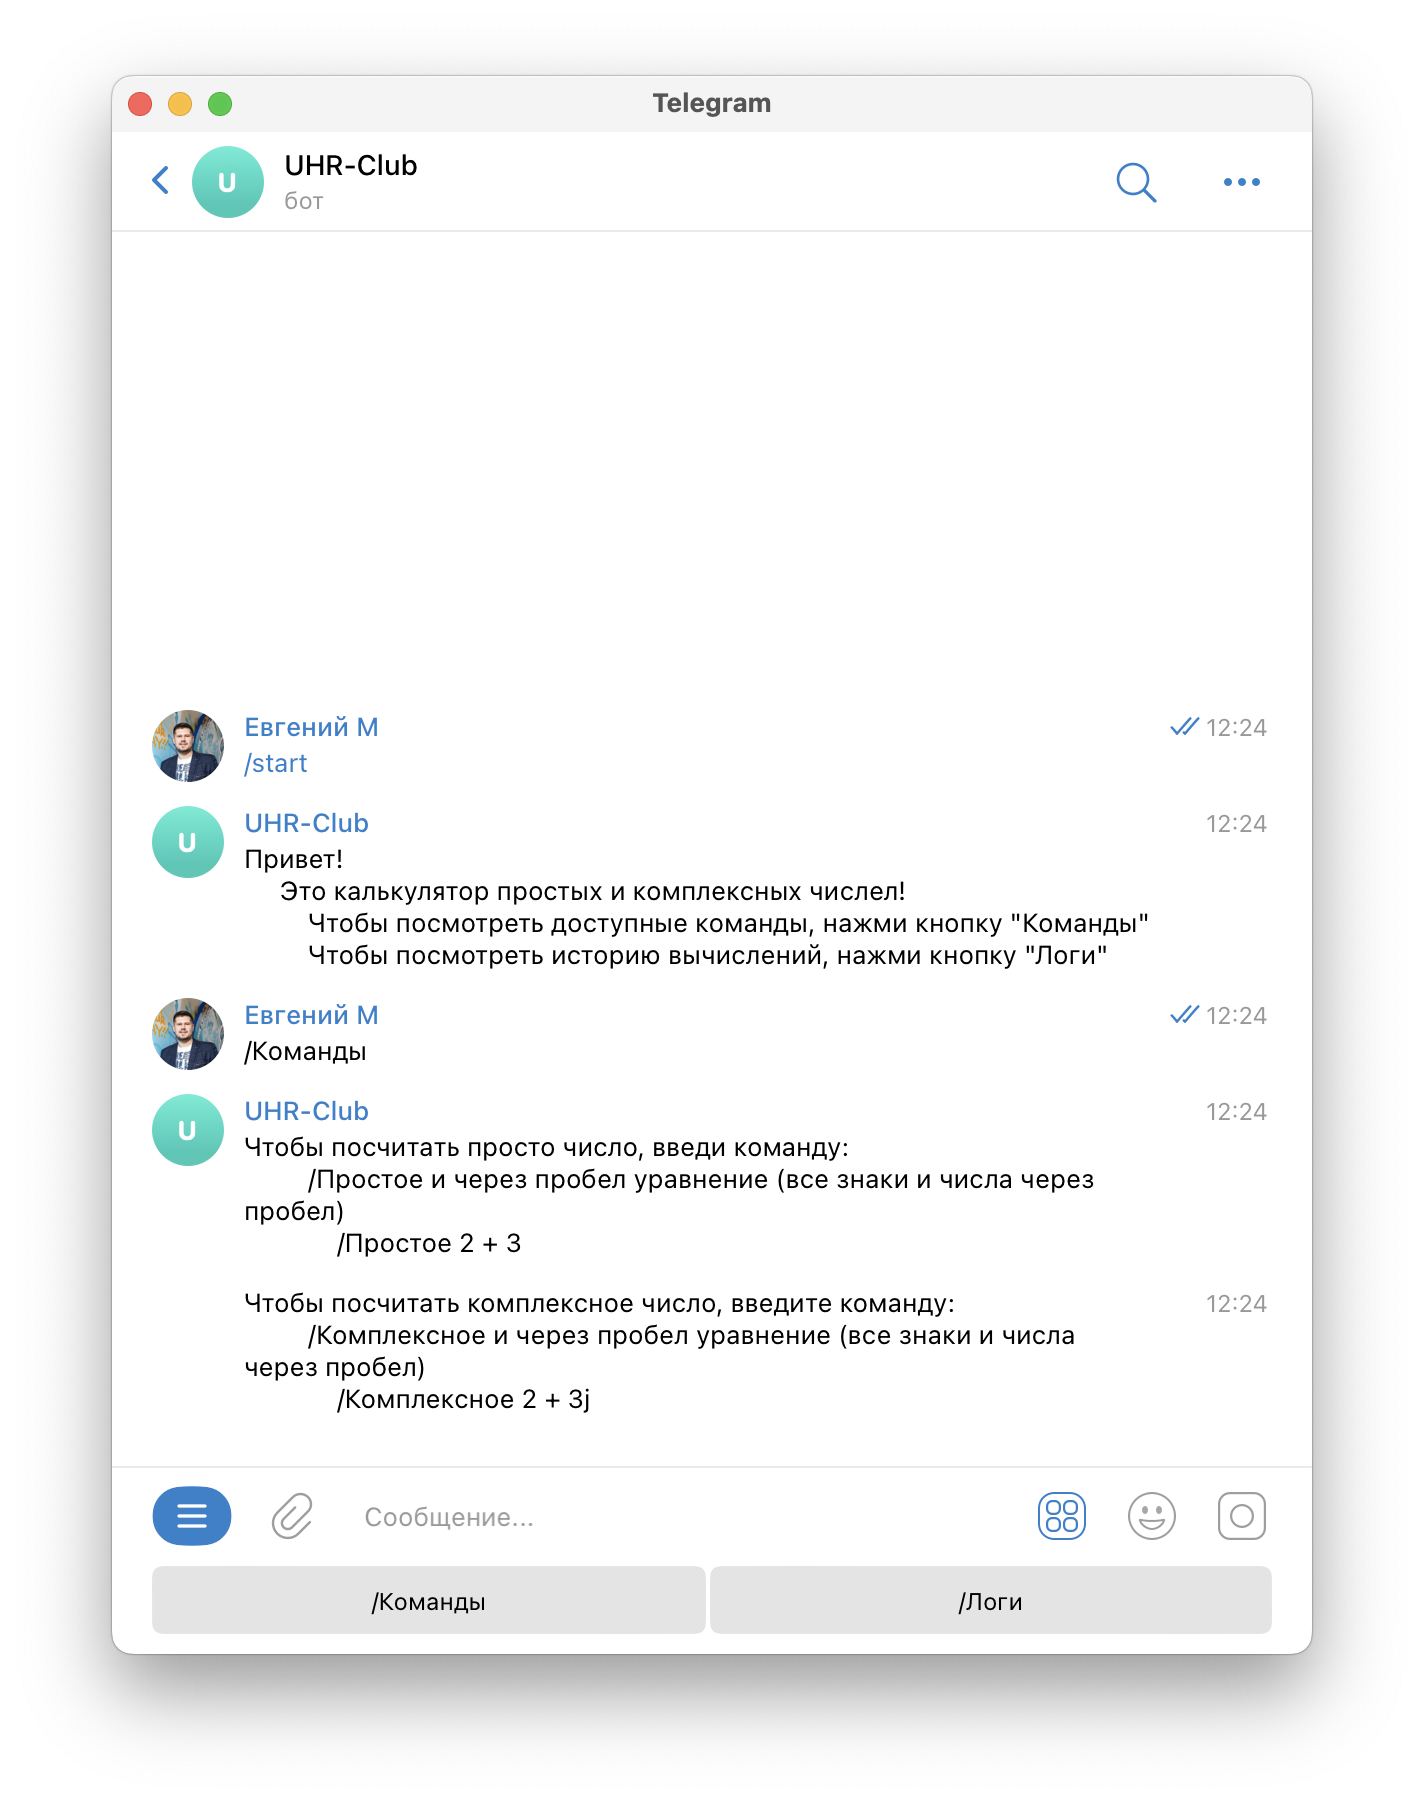 Telegram
U
UHR-Club
бот
Евгений М
12:24
/start
U
UHR-Club
12:24
Привет!
Это калькулятор простых и комплексных числел!
Чтобы посмотреть доступные команды, нажми кнопку "Команды"
Чтобы посмотреть историю вычислений, нажми кнопку "Логи"
Евгений М
12:24
/Команды
U
UHR-Club
12:24
Чтобы посчитать просто число, введи команду:
/Простое и через пробел уравнение (все знаки и числа через
пробел)
/Простое 2 + 3
Чтобы посчитать комплексное число, введите команду:
12:24
/Комплексное и через пробел уравнение (все знаки и числа
через пробел)
/Комплексное 2 + 3j
Сообщение...
/Команды
/Логи